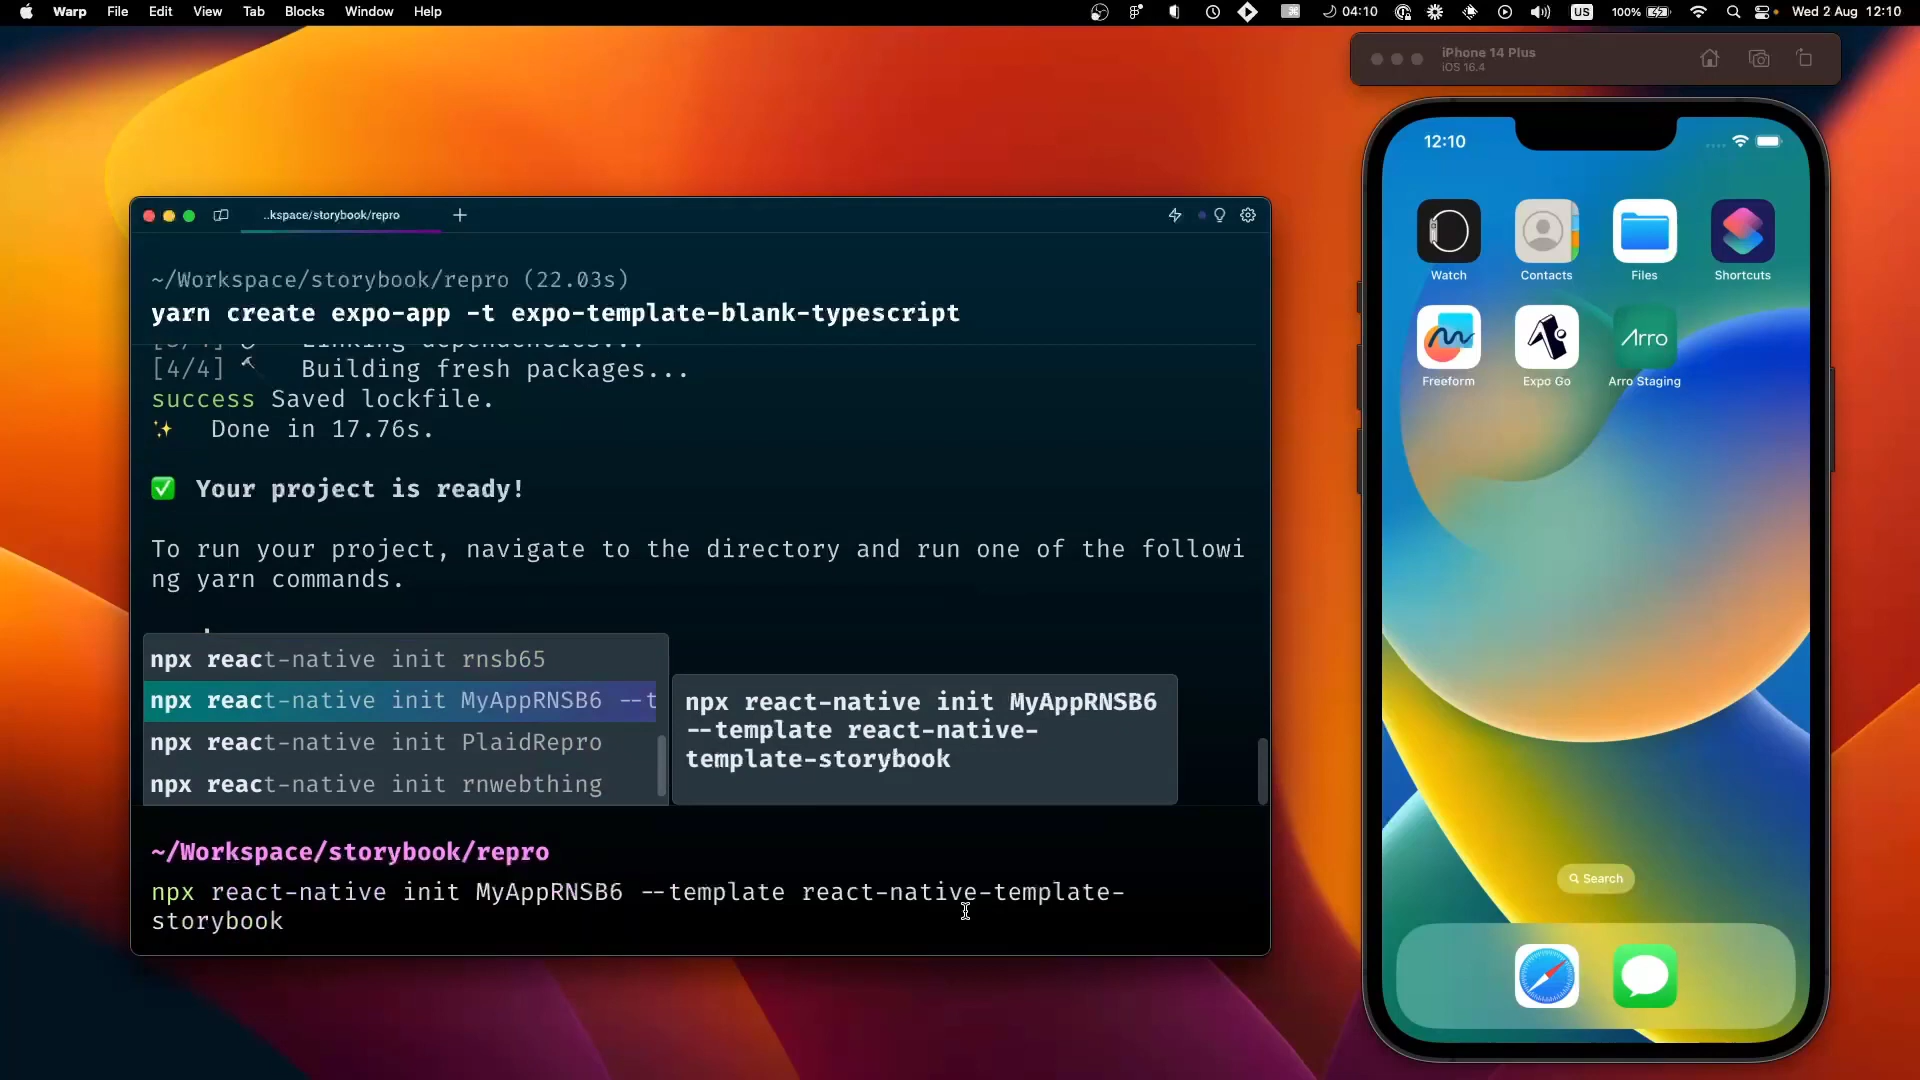 Warp File Edit View Tab Blocks Window Help
04:10 US 100% Wed 2 Aug 12:10
iPhone 14 Plus
iOS 16.4
12:10
Watch Contacts Files Shortcuts
Arro
Freeform Expo Go Arro Staging
Search
..kspace/storybook/repro
~/Workspace/storybook/repro (22.03s)
yarn create expo-app -t expo-template-blank-typescript
[3/4] Linking dependencies...
[4/4] Building fresh packages...
success Saved lockfile.
Done in 17.76s.
Your project is ready!
To run your project, navigate to the directory and run one of the followi
ng yarn commands.
npx react-native init rnsb65
npx react-native init MyAppRNSB6 --t
npx react-native init PlaidRepro
npx react-native init rnwebthing
npx react-native init MyAppRNSB6
--template react-native-
template-storybook
~/Workspace/storybook/repro
npx react-native init MyAppRNSB6 --template react-native-template-
storybook